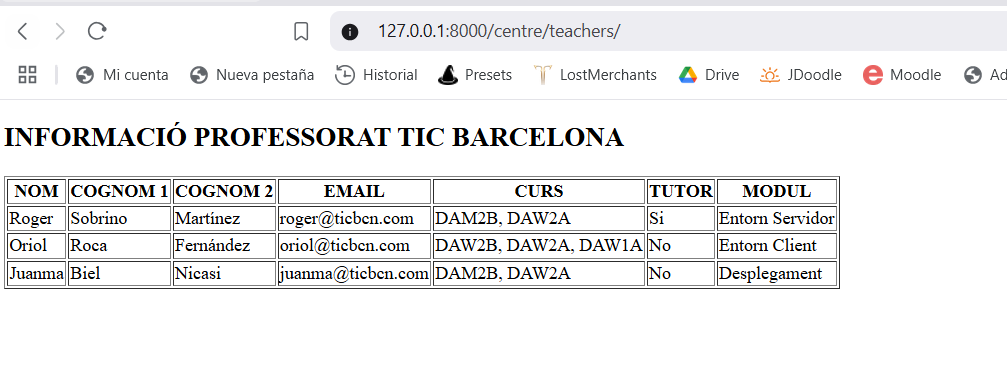 127.0.0.1:8000/centre/teachers/
Mi cuenta Nueva pestaña Historial Presets LostMerchants Drive JDoodle Moodle Ad
INFORMACIÓ PROFESSORAT TIC BARCELONA
NOM COGNOM 1 COGNOM 2 EMAIL CURS TUTOR MODUL
Roger Sobrino Martínez roger@ticbcn.com DAM2B, DAW2A Si Entorn Servidor
Oriol Roca Fernández oriol@ticbcn.com DAW2B, DAW2A, DAW1A No Entorn Client
Juanma Biel Nicasi juanma@ticbcn.com DAM2B, DAW2A No Desplegament